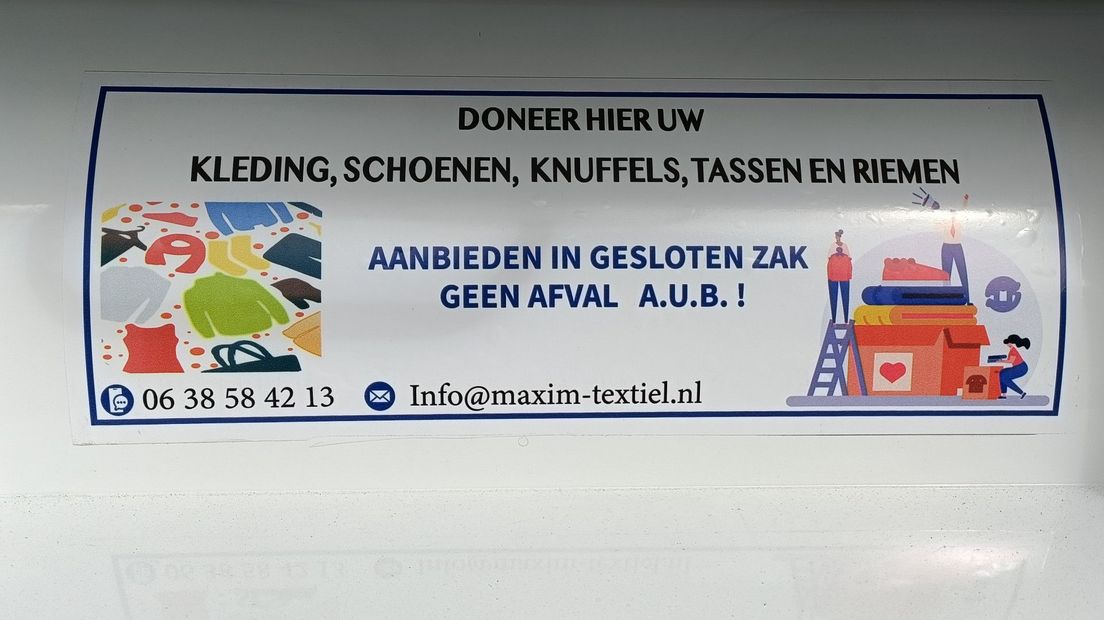 DONEER HIER UW
KLEDING, SCHOENEN, KNUFFELS, TASSEN EN RIEMEN
AANBIEDEN IN GESLOTEN ZAK
GEEN AFVAL A.U.B. !
06 38 58 42 13 Info@maxim-textiel.nl